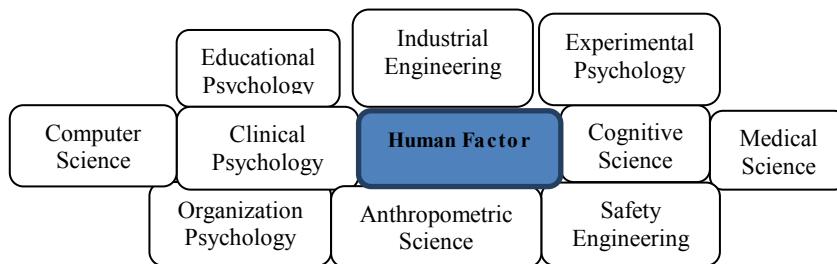 Educational
Psychology
Industrial
Engineering
Experimental
Psychology
Computer
Science
Clinical
Psychology
Human Factor
Cognitive
Science
Medical
Science
Organization
Psychology
Anthropometric
Science
Safety
Engineering